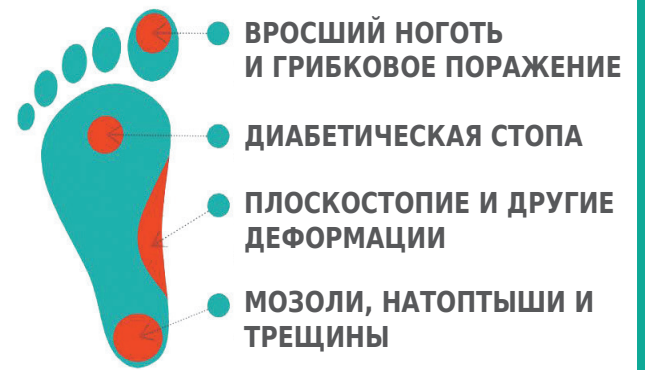 ВРОСШИЙ НОГОТЬ
И ГРИБКОВОЕ ПОРАЖЕНИЕ
ДИАБЕТИЧЕСКАЯ СТОПА
ПЛОСКОСТОПИЕ И ДРУГИЕ
ДЕФОРМАЦИИ
МОЗОЛИ, НАТОПТЫШИ И
ТРЕЩИНЫ